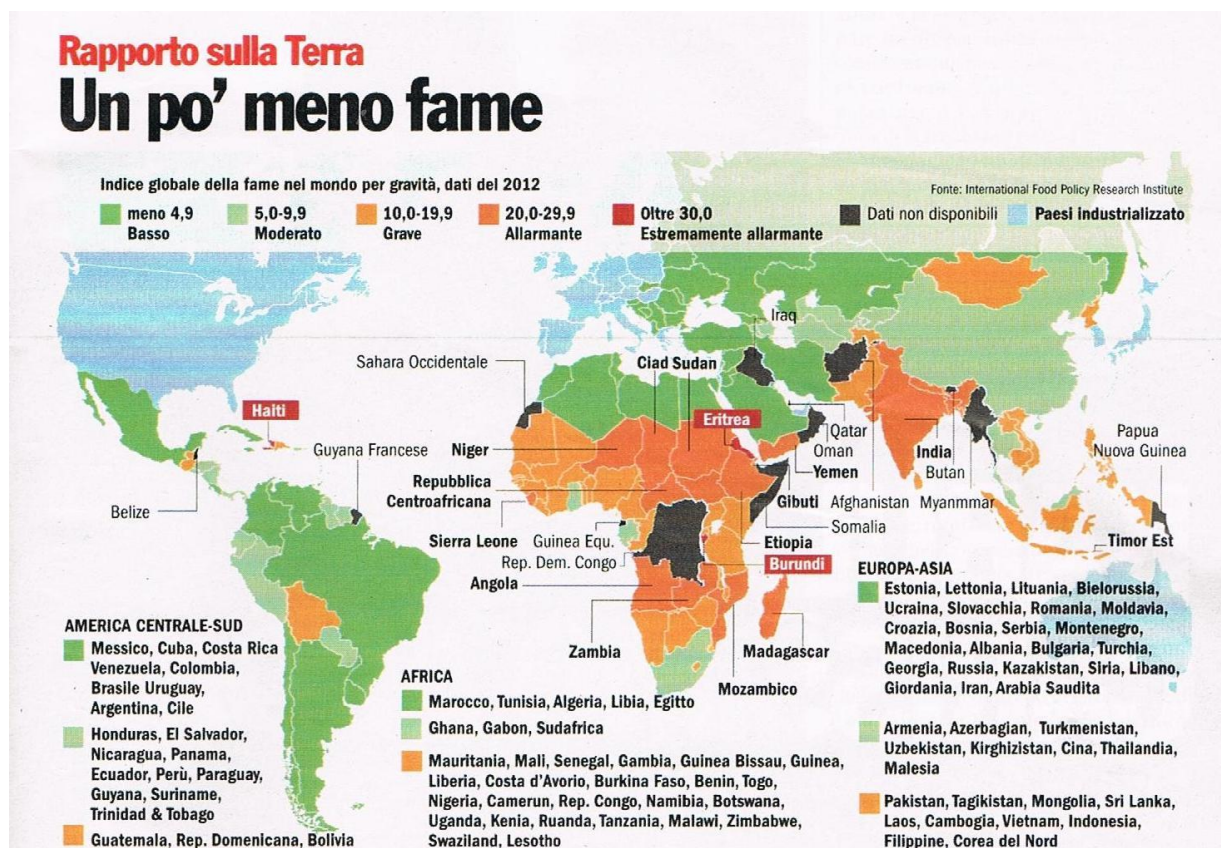 Rapporto sulla Terra
Un po’ meno fame
Indice globale della fame nel mondo per gravità, dati del 2012
Fonte: International Food Policy Research Institute
meno 4,9
Basso
5,0-9,9
Moderato
10,0-19,9
Grave
20,0-29,9
Allarmante
Oltre 30,0
Estremamente allarmante
Dati non disponibili
Paesi industrializzato
Iraq
Sahara Occidentale
Ciad Sudan
Haiti
Eritrea
Guyana Francese
Niger
Qatar
Oman
Yemen
India
Butan
Papua
Nuova Guinea
Repubblica
Centroafricana
Belize
Gibuti
Afghanistan
Myanmmar
Somalia
Sierra Leone
Guinea Equ.
Rep. Dem. Congo
Etiopia
Burundi
Timor Est
Angola
Zambia
Madagascar
Mozambico
AMERICA CENTRALE-SUD
Messico, Cuba, Costa Rica
Venezuela, Colombia,
Brasile Uruguay,
Argentina, Cile
Honduras, El Salvador,
Nicaragua, Panama,
Ecuador, Perù, Paraguay,
Guyana, Suriname,
Trinidad & Tobago
Guatemala, Rep. Domenicana, Bolivia
AFRICA
Marocco, Tunisia, Algeria, Libia, Egitto
Ghana, Gabon, Sudafrica
Mauritania, Mali, Senegal, Gambia, Guinea Bissau, Guinea,
Liberia, Costa d’Avorio, Burkina Faso, Benin, Togo,
Nigeria, Camerun, Rep. Congo, Namibia, Botswana,
Uganda, Kenia, Ruanda, Tanzania, Malawi, Zimbabwe,
Swaziland, Lesotho
EUROPA-ASIA
Estonia, Lettonia, Lituania, Bielorussia,
Ucraina, Slovacchia, Romania, Moldavia,
Croazia, Bosnia, Serbia, Montenegro,
Macedonia, Albania, Bulgaria, Turchia,
Georgia, Russia, Kazakistan, Siria, Libano,
Giordania, Iran, Arabia Saudita
Armenia, Azerbagian, Turkmenistan,
Uzbekistan, Kirghizistan, Cina, Thailandia,
Malesia
Pakistan, Tagikistan, Mongolia, Sri Lanka,
Laos, Cambogia, Vietnam, Indonesia,
Filippine, Corea del Nord